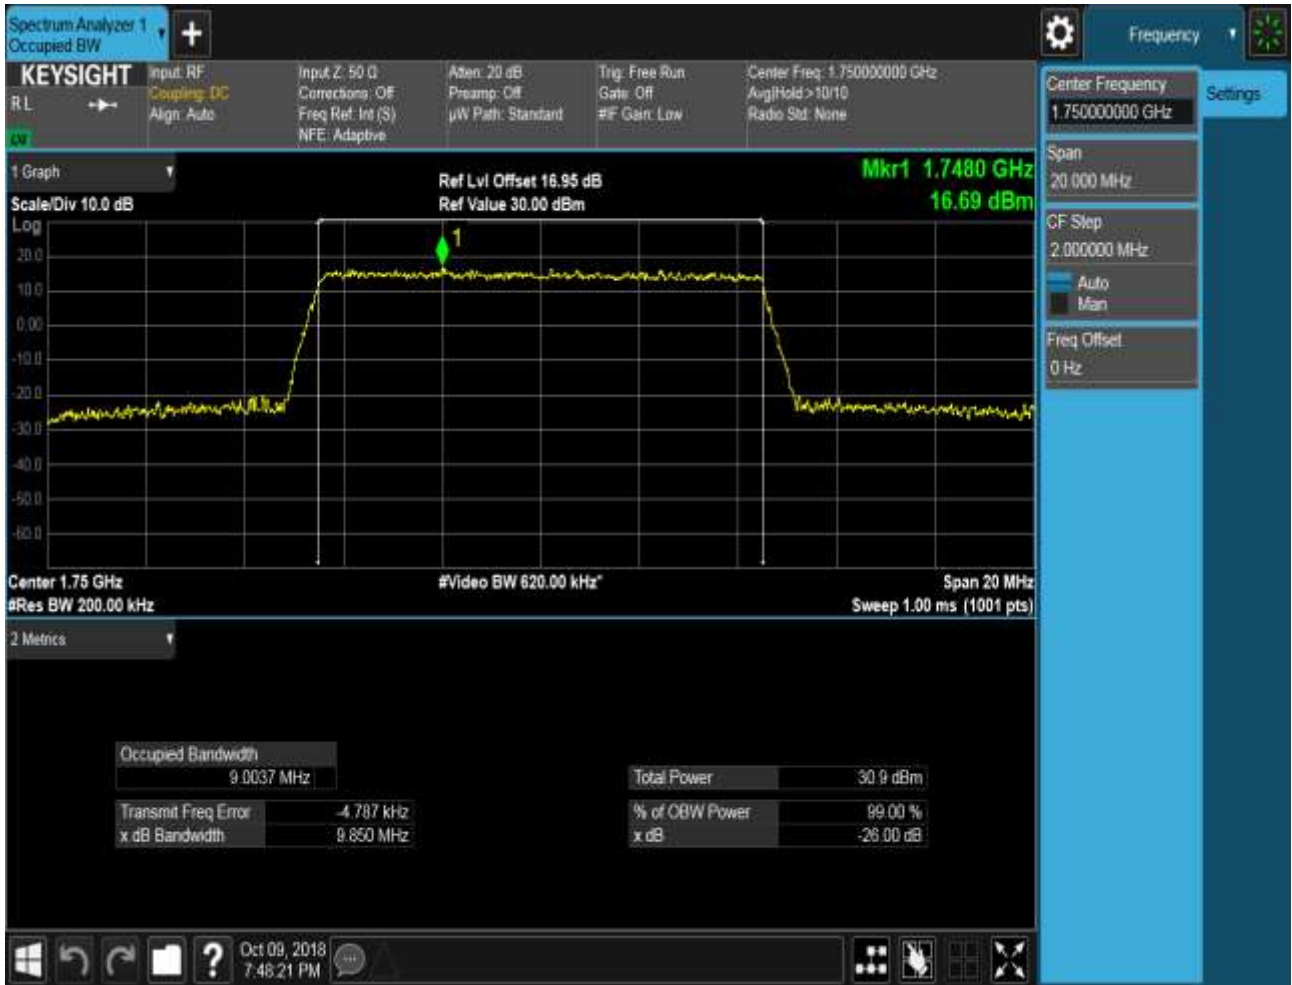 Spectrum Analyzer 1
Occupied BW
+
Frequency
KEYSIGHT
RL
Input: RF
Coupling: DC
Align: Auto
Input Z: 50 Ω
Corrections: Off
Freq Ref: Int (S)
NFE: Adaptive
Atten: 20 dB
Preamp: Off
µW Path: Standard
Trig: Free Run
Gate: Off
#IF Gain: Low
Center Freq: 1.750000000 GHz
Avg|Hold:>10/10
Radio Std: None
Center Frequency
1.750000000 GHz
Settings
Span
20.000 MHz
CF Step
2.000000 MHz
Auto
Man
Freq Offset
0 Hz
1 Graph
Scale/Div 10.0 dB
Ref Lvl Offset 16.95 dB
Ref Value 30.00 dBm
Mkr1 1.7480 GHz
16.69 dBm
Log
1
20.0
10.0
0.00
-10.0
-20.0
-30.0
-40.0
-50.0
-60.0
Center 1.75 GHz
#Res BW 200.00 kHz
#Video BW 620.00 kHz*
Span 20 MHz
Sweep 1.00 ms (1001 pts)
2 Metrics
Occupied Bandwidth
9.0037 MHz
Transmit Freq Error -4.787 kHz
x dB Bandwidth 9.850 MHz
Total Power 30.9 dBm
% of OBW Power 99.00 %
x dB -26.00 dB
?
Oct 09, 2018
7:48:21 PM